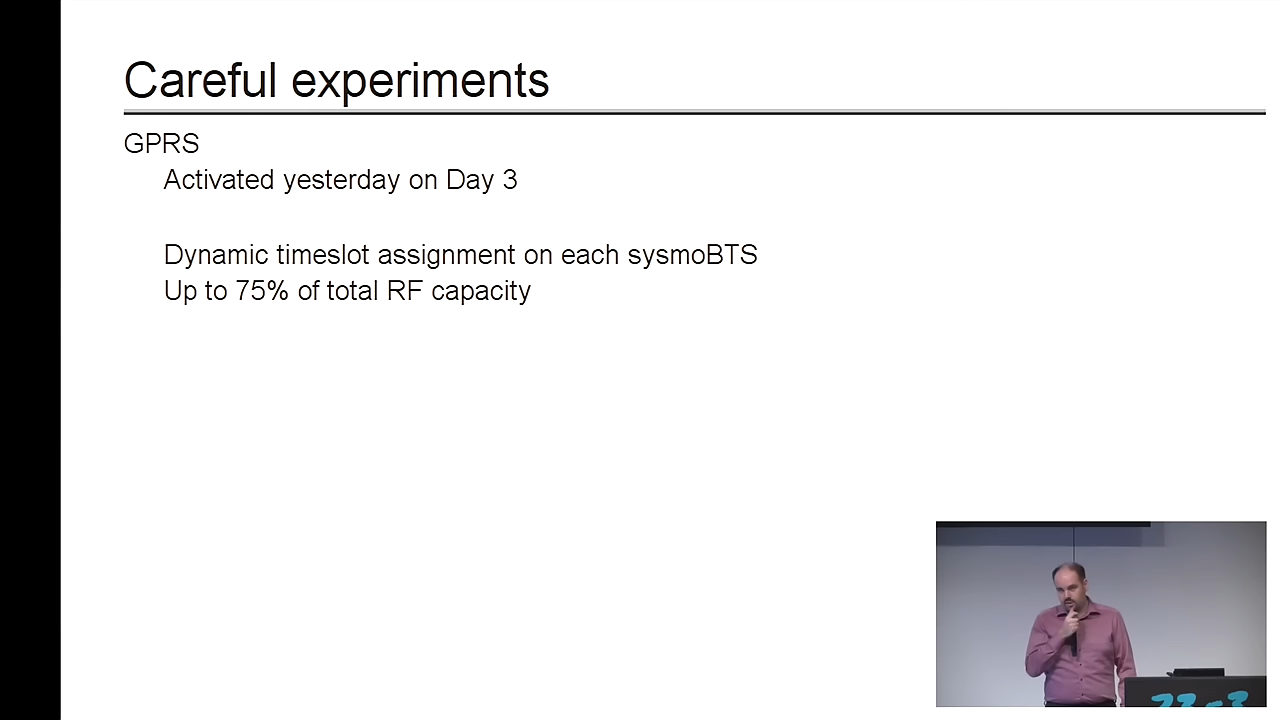 Careful experiments
GPRS
Activated yesterday on Day 3
Dynamic timeslot assignment on each sysmoBTS
Up to 75% of total RF capacity